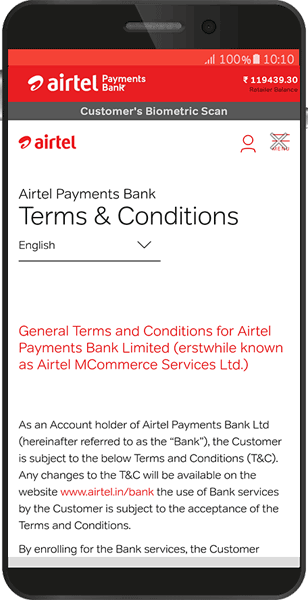 100% 10:10
airtel Payments Bank
₹ 119439.30
Retailer Balance
Customer's Biometric Scan
airtel
MENU
Airtel Payments Bank
Terms & Conditions
English
General Terms and Conditions for Airtel
Payments Bank Limited (erstwhile known
as Airtel MCommerce Services Ltd.)
As an Account holder of Airtel Payments Bank Ltd
(hereinafter referred to as the “Bank”), the Customer
is subject to the below Terms and Conditions (T&C).
Any changes to the T&C will be available on the
website www.airtel.in/bank the use of Bank services
by the Customer is subject to the acceptance of the
Terms and Conditions.
By enrolling for the Bank services, the Customer